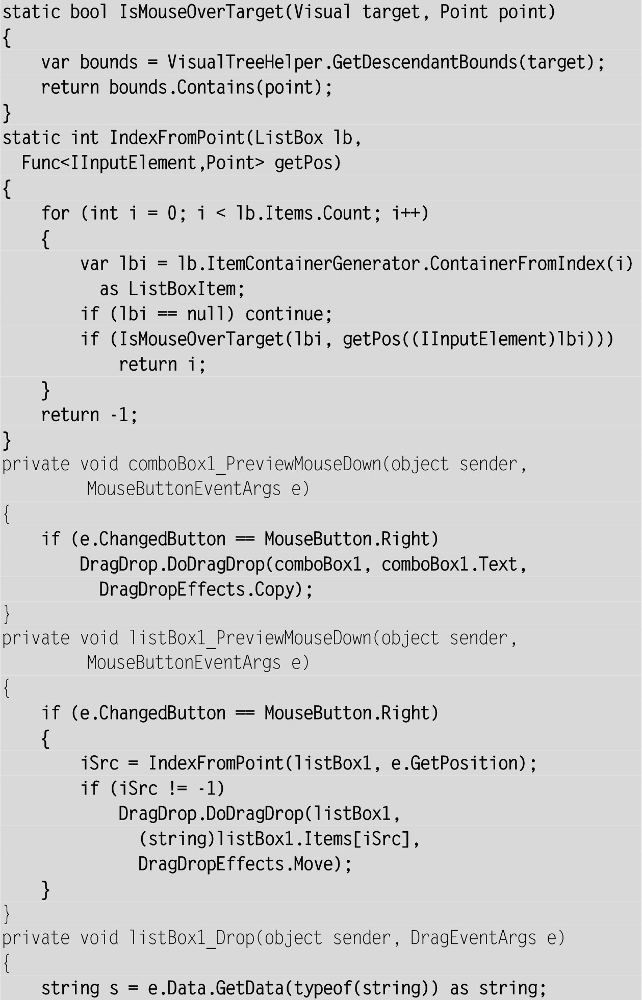 static bool IsMouseOverTarget(Visual target, Point point)
{
    var bounds = VisualTreeHelper.GetDescendantBounds(target);
    return bounds.Contains(point);
}
static int IndexFromPoint(ListBox lb,
  Func<IInputElement,Point> getPos)
{
    for (int i = 0; i < lb.Items.Count; i++)
    {
        var lbi = lb.ItemContainerGenerator.ContainerFromIndex(i)
          as ListBoxItem;
        if (lbi == null) continue;
        if (IsMouseOverTarget(lbi, getPos((IInputElement)lbi)))
            return i;
    }
    return -1;
}
private void comboBox1_PreviewMouseDown(object sender,
         MouseButtonEventArgs e)
{
    if (e.ChangedButton == MouseButton.Right)
        DragDrop.DoDragDrop(comboBox1, comboBox1.Text,
          DragDropEffects.Copy);
}
private void listBox1_PreviewMouseDown(object sender,
         MouseButtonEventArgs e)
{
    if (e.ChangedButton == MouseButton.Right)
    {
        iSrc = IndexFromPoint(listBox1, e.GetPosition);
        if (iSrc != -1)
            DragDrop.DoDragDrop(listBox1,
              (string)listBox1.Items[iSrc],
              DragDropEffects.Move);
    }
}
private void listBox1_Drop(object sender, DragEventArgs e)
{
    string s = e.Data.GetData(typeof(string)) as string;